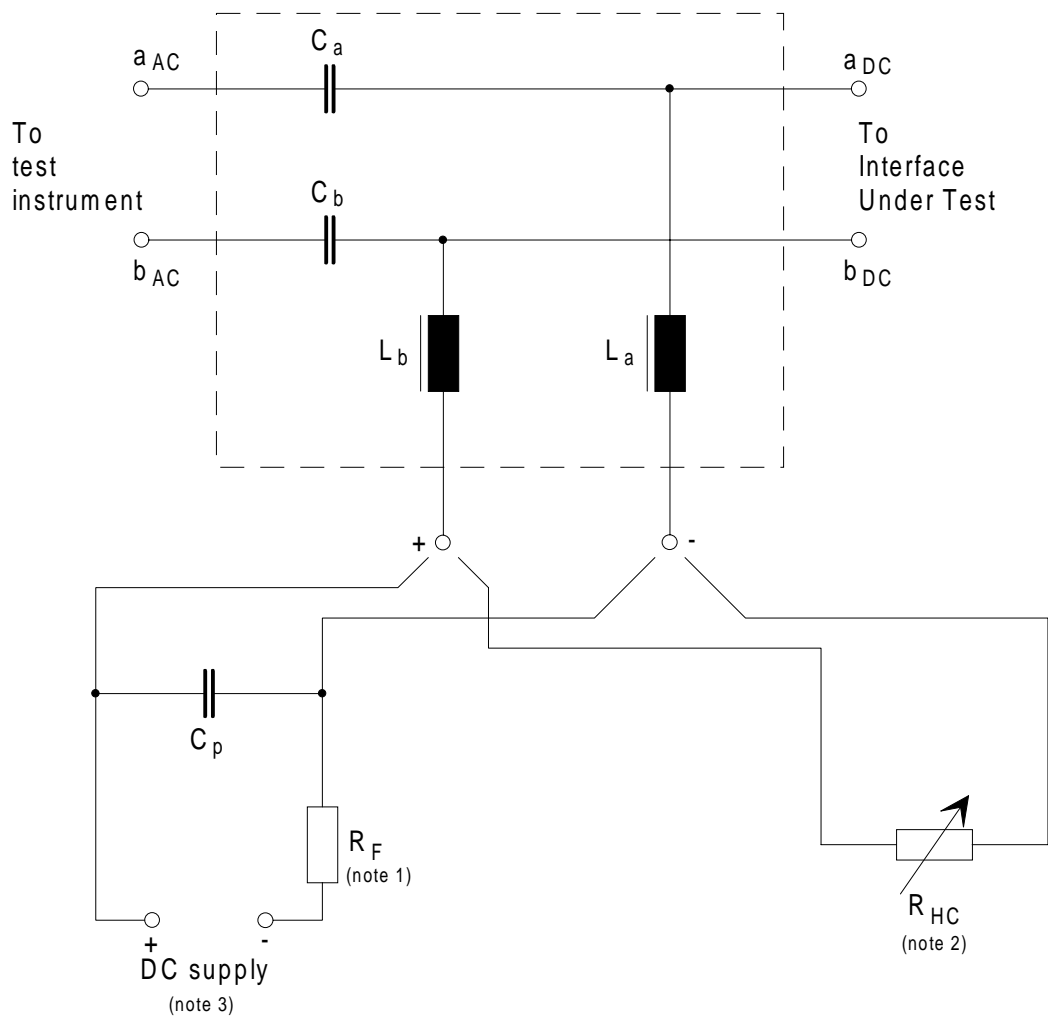 C a
a AC
a DC
To
test
instrument
To
Interface
Under Test
C b
b AC
b DC
L b
L a
+
-
C p
R F
(note 1)
R HC
(note 2)
+
-
DC supply
(note 3)